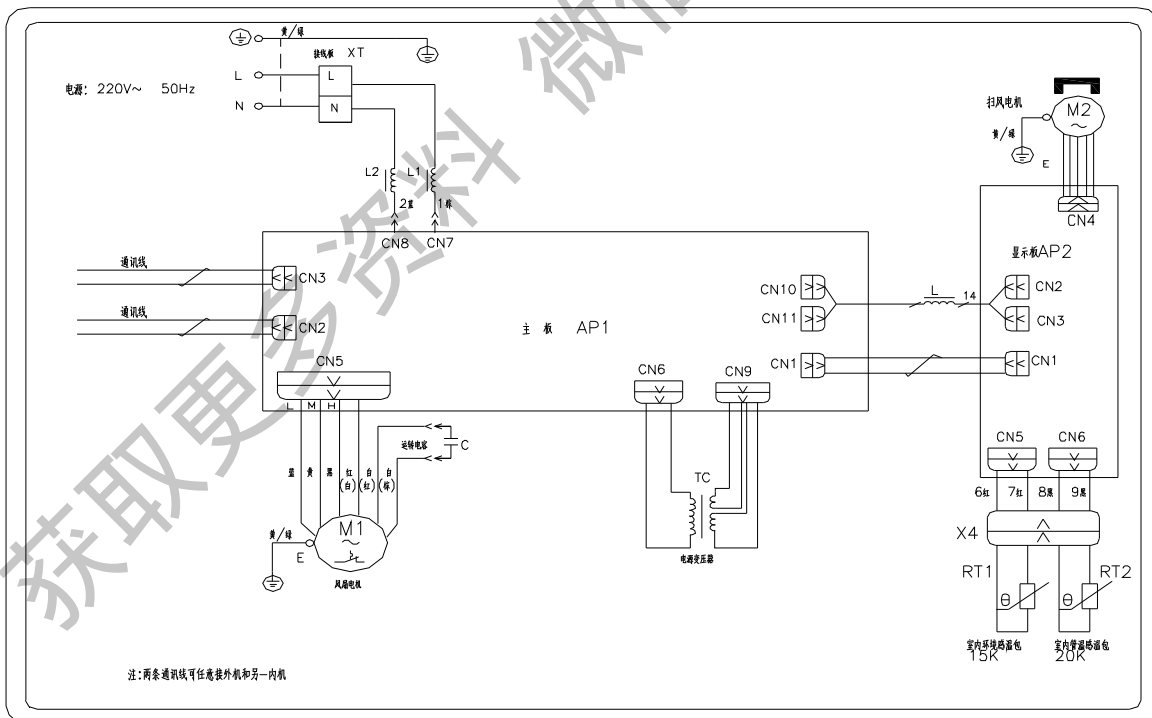 黄/绿
接线板 XT
L
L
电源: 220V~ 50Hz
N
N
扫风电机
M2
~
黄/绿
E
L2
L1
2蓝
1棕
CN8
CN7
CN4
显示板AP2
通讯线
CN3
通讯线
CN2
主 板 AP1
CN10
CN11
CN1
L
14
CN2
CN3
CN1
CN5
L M H
CN6
CN9
运转电容
C
蓝
黄
黑
红
(白)
白
(红)
白
(棕)
黄/绿
E
M1
~
风扇电机
TC
电源变压器
CN5
CN6
6红
7红
8黑
9黑
X4
RT1
θ
RT2
θ
室内环境感温包
15K
室内管温感温包
20K
注:两条通讯线可任意接外机和另一内机
获取更多资料 微